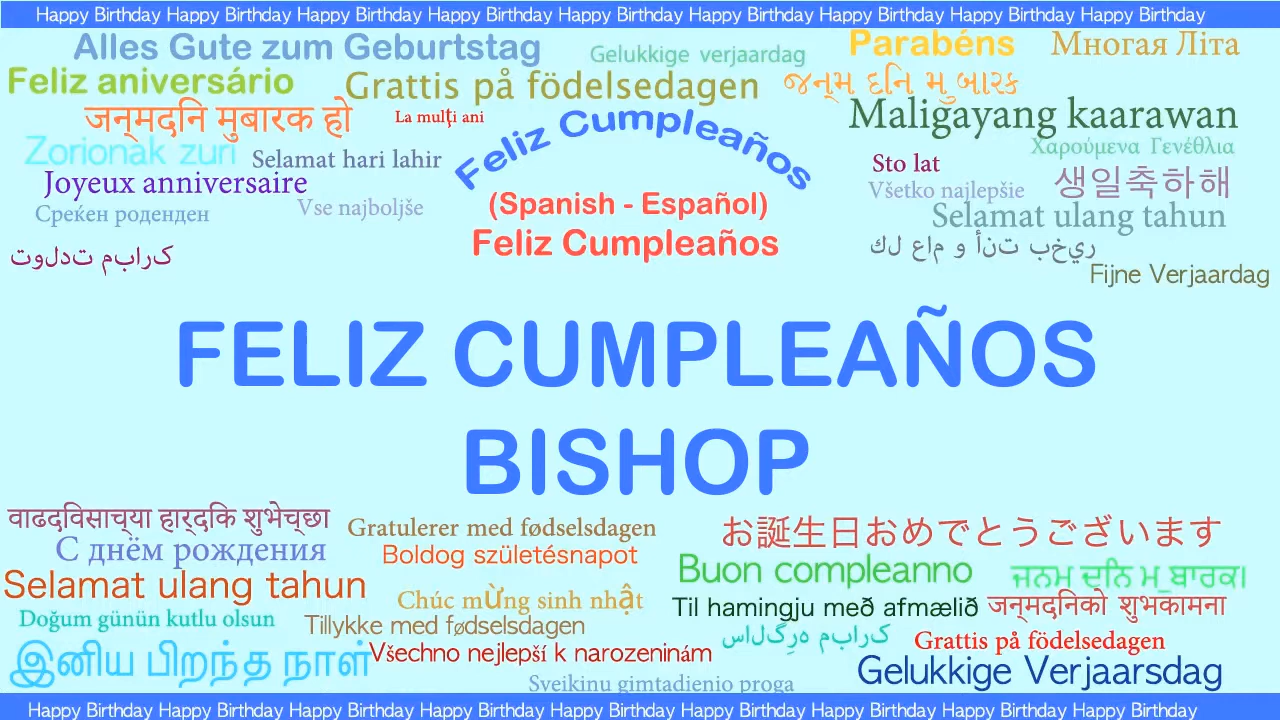 Happy Birthday Happy Birthday Happy Birthday Happy Birthday Happy Birthday Happy Birthday Happy Birthday Happy Birthday Happy Birthday
Alles Gute zum Geburtstag
Gelukkige verjaardag
Parabéns
Многая Літа
Feliz aniversário
Grattis på födelsedagen
જન્મ દિન મુબારક
जन्मदिन मुबारक हो
La mulţi ani
Feliz Cumpleaños
Maligayang kaarawan
Zorionak zuri
Selamat hari lahir
Sto lat
Χαρούμενα Γενέθλια
Joyeux anniversaire
(Spanish - Español)
Všetko najlepšie
생일축하해
Среќен роденден
Vse najboljše
Feliz Cumpleaños
Selamat ulang tahun
تولدت مبارک
كل عام و أنت بخير
Fijne Verjaardag
FELIZ CUMPLEAÑOS
BISHOP
वाढदिवसाच्या हार्दिक शुभेच्छा
Gratulerer med fødselsdagen
お誕生日おめでとうございます
С днём рождения
Boldog születésnapot
Buon compleanno
ਜਨਮ ਦਿਨ ਮੁਬਾਰਕ।
Selamat ulang tahun
Chúc mừng sinh nhật
Til hamingju með afmælið
जन्मदिनको शुभकामना
Doğum günün kutlu olsun
Tillykke med fødselsdagen
سالگرہ مبارک
Grattis på födelsedagen
இனிய பிறந்த நாள்
Všechno nejlepší k narozeninám
Gelukkige Verjaarsdag
Sveikinu gimtadienio proga
Happy Birthday Happy Birthday Happy Birthday Happy Birthday Happy Birthday Happy Birthday Happy Birthday Happy Birthday Happy Birthday